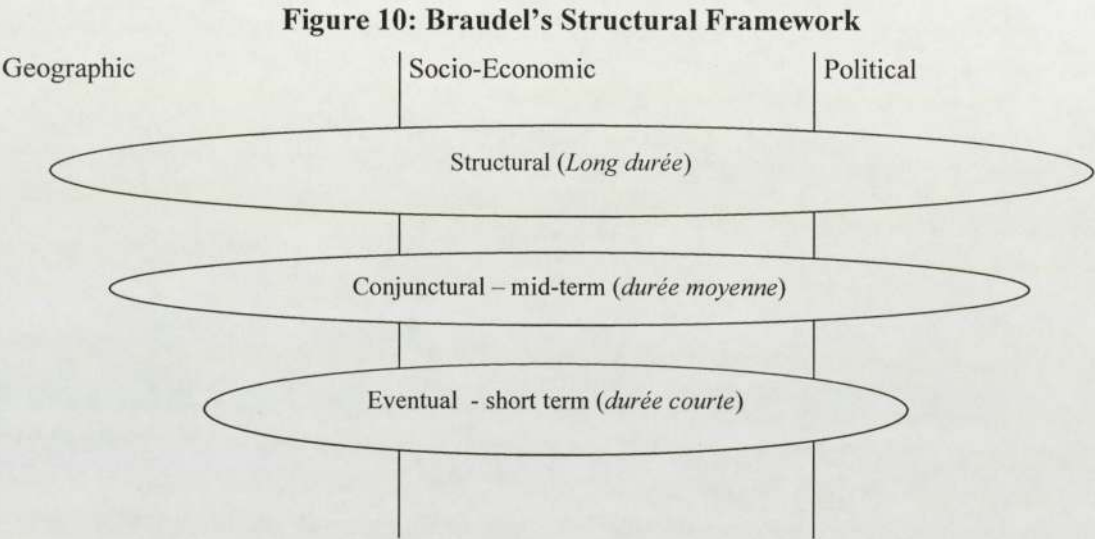 Figure 10: Braudel's Structural Framework
Geographic
Socio-Economic
Political
Structural (Long durée)
Conjunctural – mid-term (durée moyenne)
Eventual - short term (durée courte)